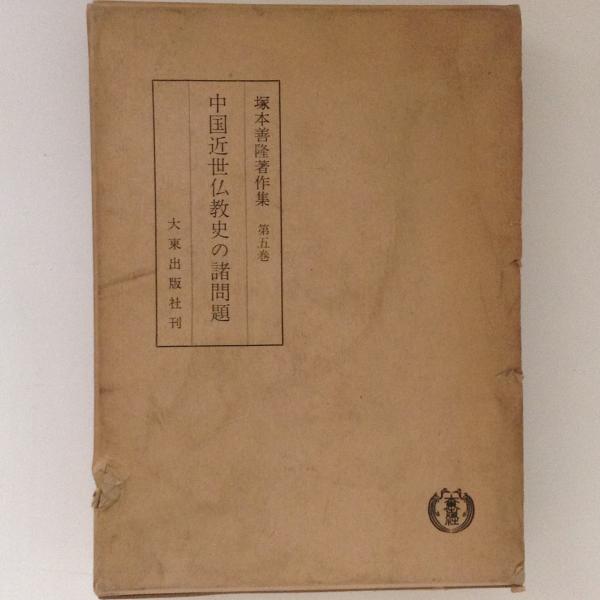 塚本善隆著作集 第五巻
中国近世仏教史の諸問題
大東出版社刊